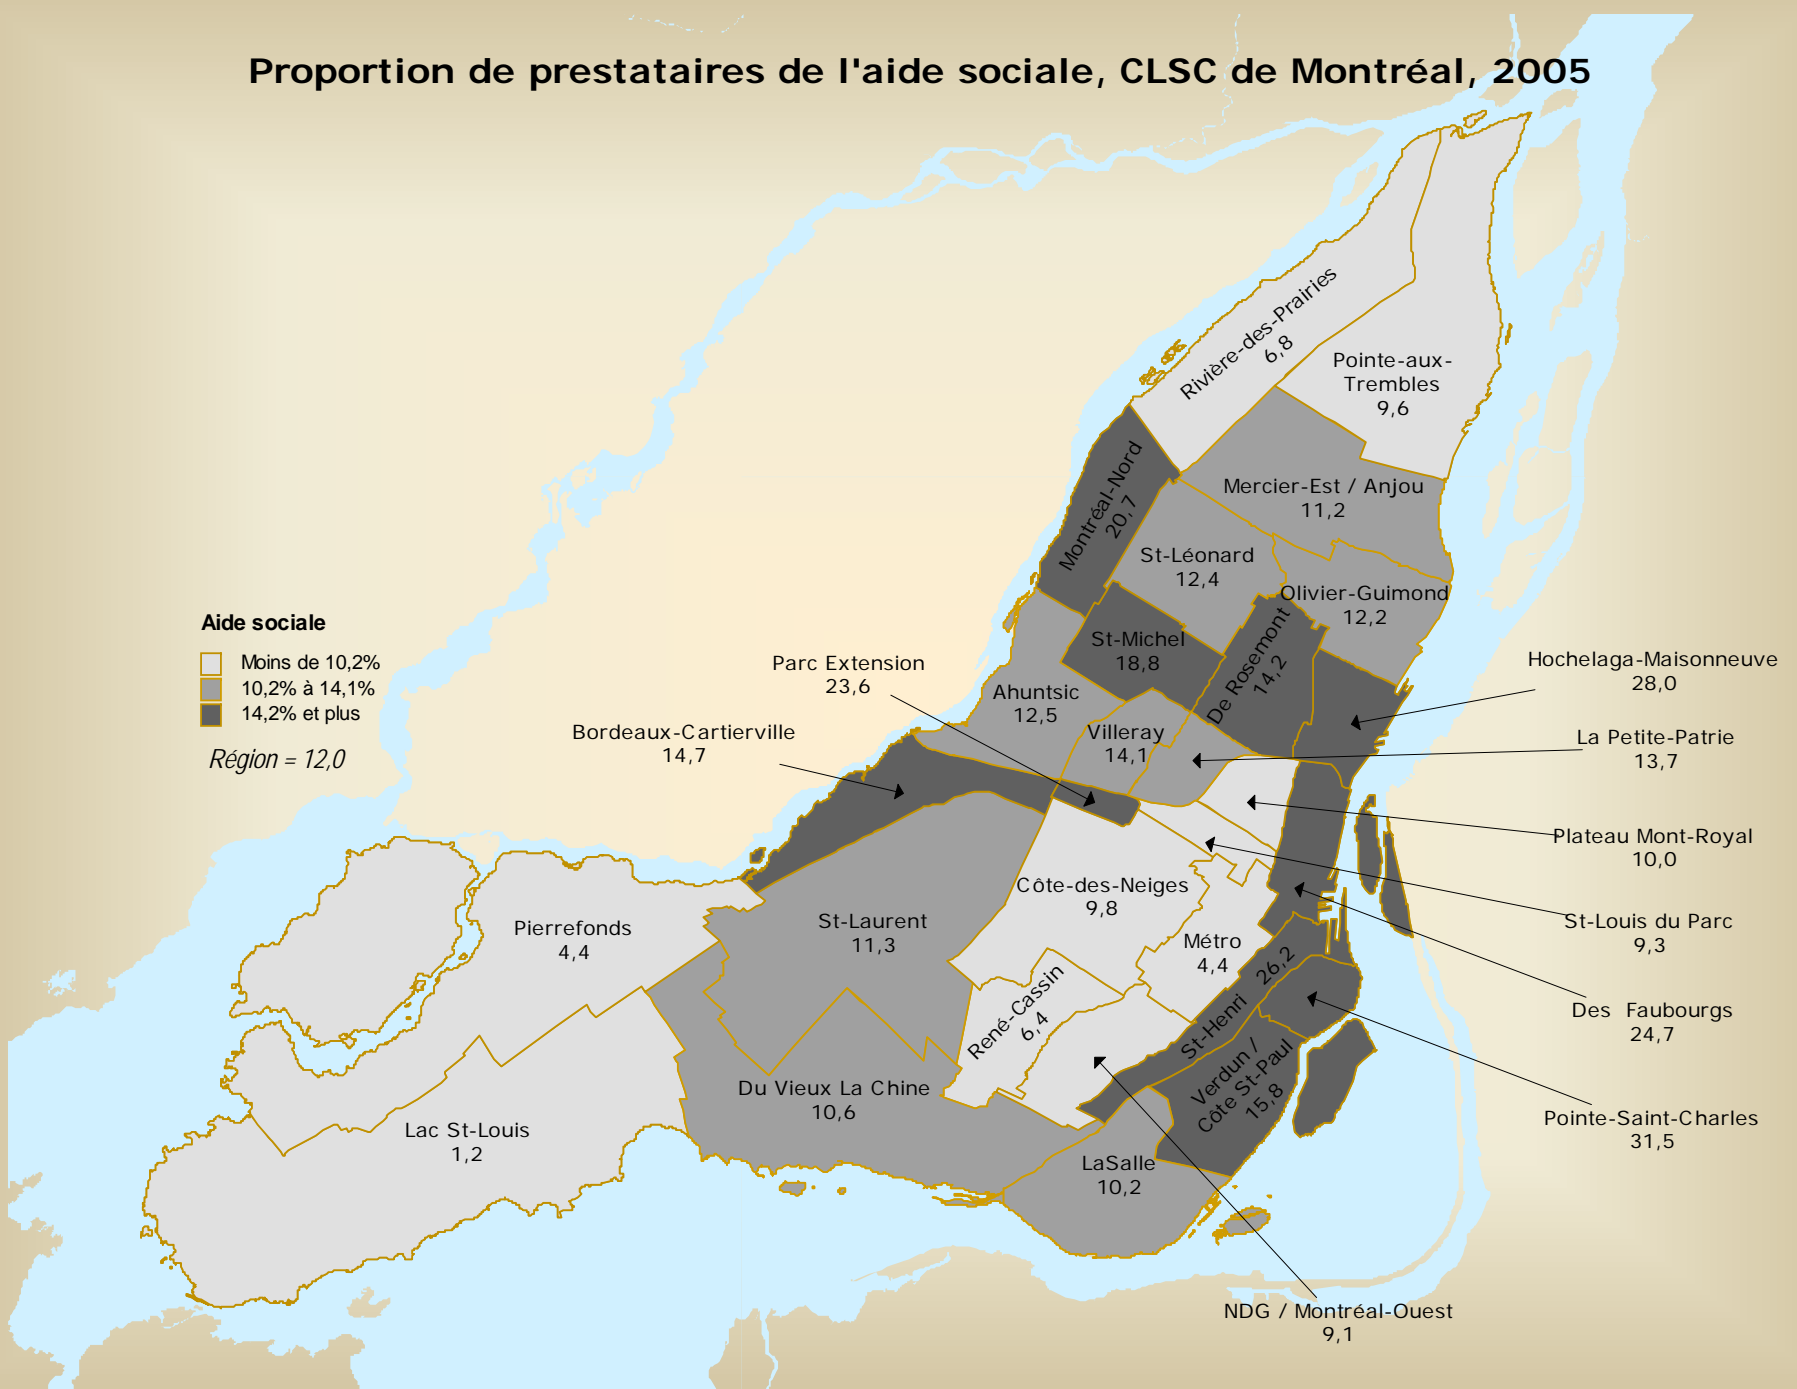 Proportion de prestataires de l'aide sociale, CLSC de Montréal, 2005
Rivière-des-Prairies
6,8
Pointe-aux-
Trembles
9,6
Montréal-Nord
20,7
Mercier-Est / Anjou
11,2
St-Léonard
12,4
Olivier-Guimond
12,2
St-Michel
18,8
De Rosemont
14,2
Hochelaga-Maisonneuve
28,0
Parc Extension
23,6
Ahuntsic
12,5
Villeray
14,1
La Petite-Patrie
13,7
Bordeaux-Cartierville
14,7
Aide sociale
Moins de 10,2%
10,2% à 14,1%
14,2% et plus
Région = 12,0
Plateau Mont-Royal
10,0
Côte-des-Neiges
9,8
St-Louis du Parc
9,3
St-Laurent
11,3
Pierrefonds
4,4
Métro
4,4
St-Henri 26,2
Des Faubourgs
24,7
René-Cassin
6,4
Verdun /
Côte St-Paul
15,8
Du Vieux La Chine
10,6
Pointe-Saint-Charles
31,5
Lac St-Louis
1,2
LaSalle
10,2
NDG / Montréal-Ouest
9,1